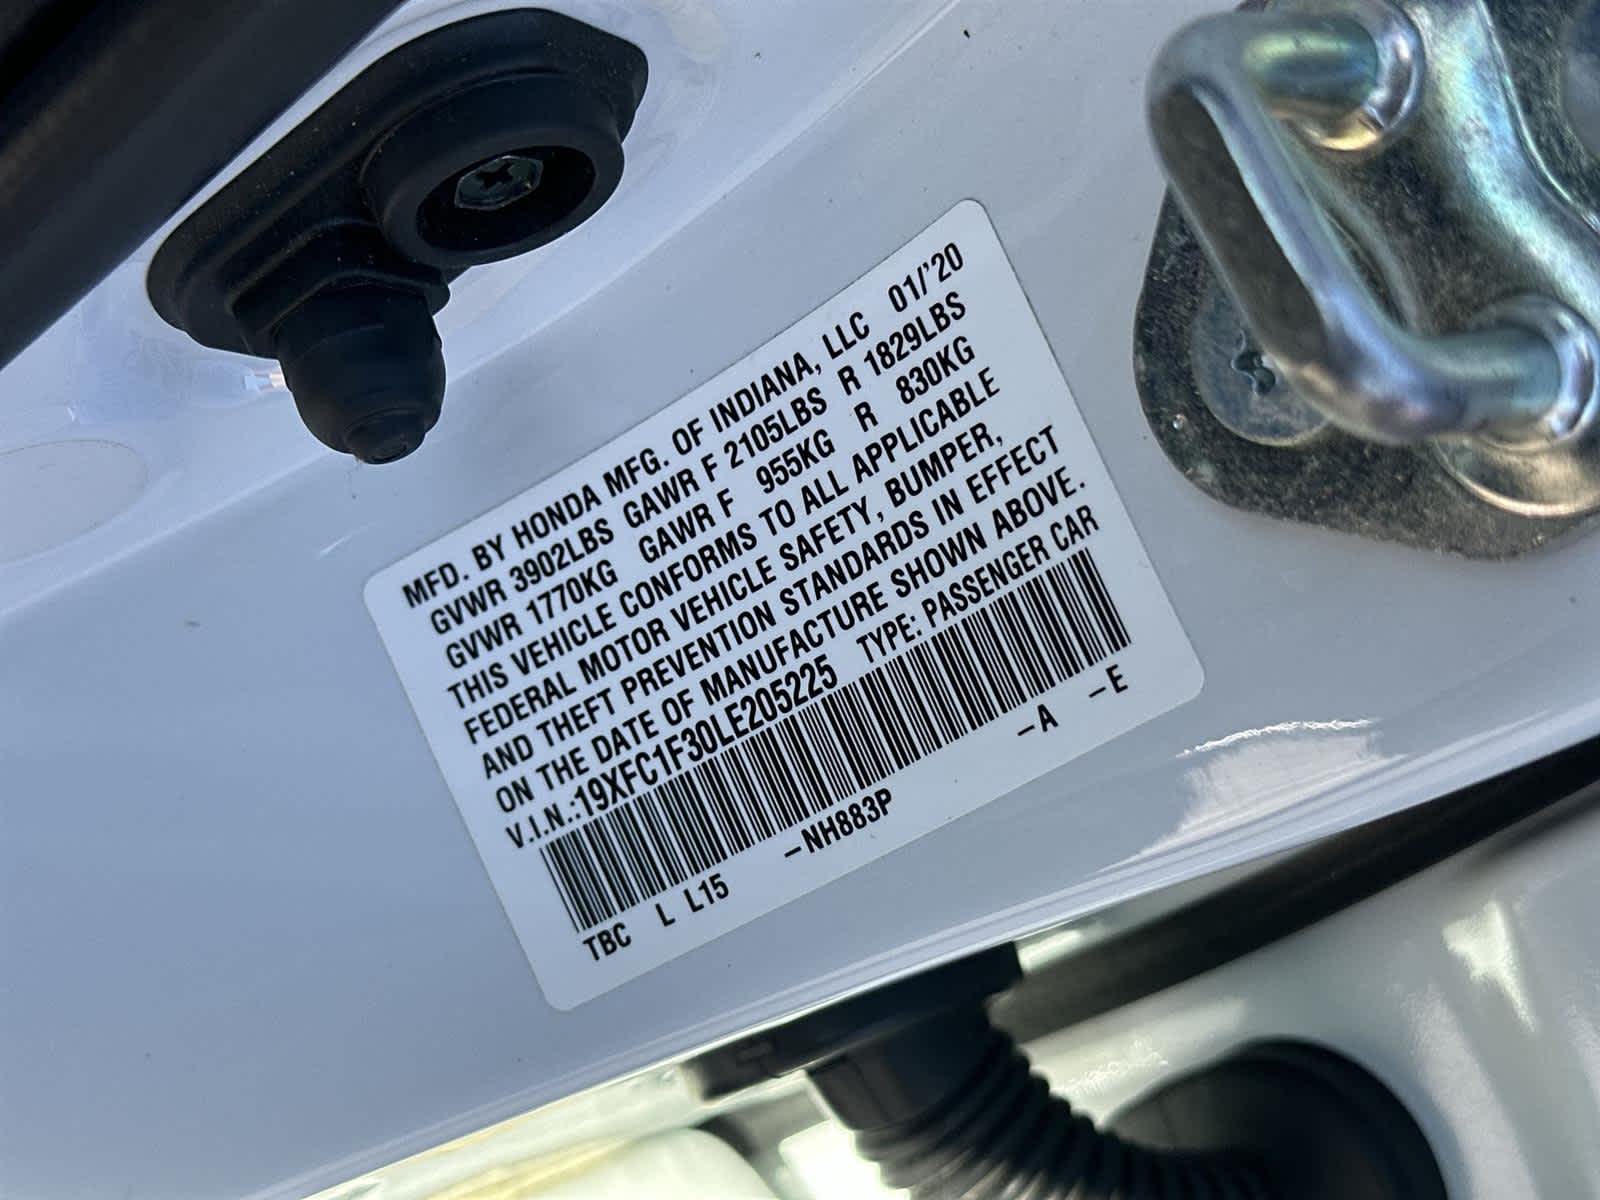 MFD. BY HONDA MFG. OF INDIANA, LLC 01/'20
GVWR 3902LBS GAWR F 2105LBS R 1829LBS
GVWR 1770KG GAWR F 955KG R 830KG
THIS VEHICLE CONFORMS TO ALL APPLICABLE
FEDERAL MOTOR VEHICLE SAFETY, BUMPER,
AND THEFT PREVENTION STANDARDS IN EFFECT
ON THE DATE OF MANUFACTURE SHOWN ABOVE.
V.I.N.:19XFC1F30LE205225 TYPE: PASSENGER CAR
TBC L L15 –NH883P –A –E